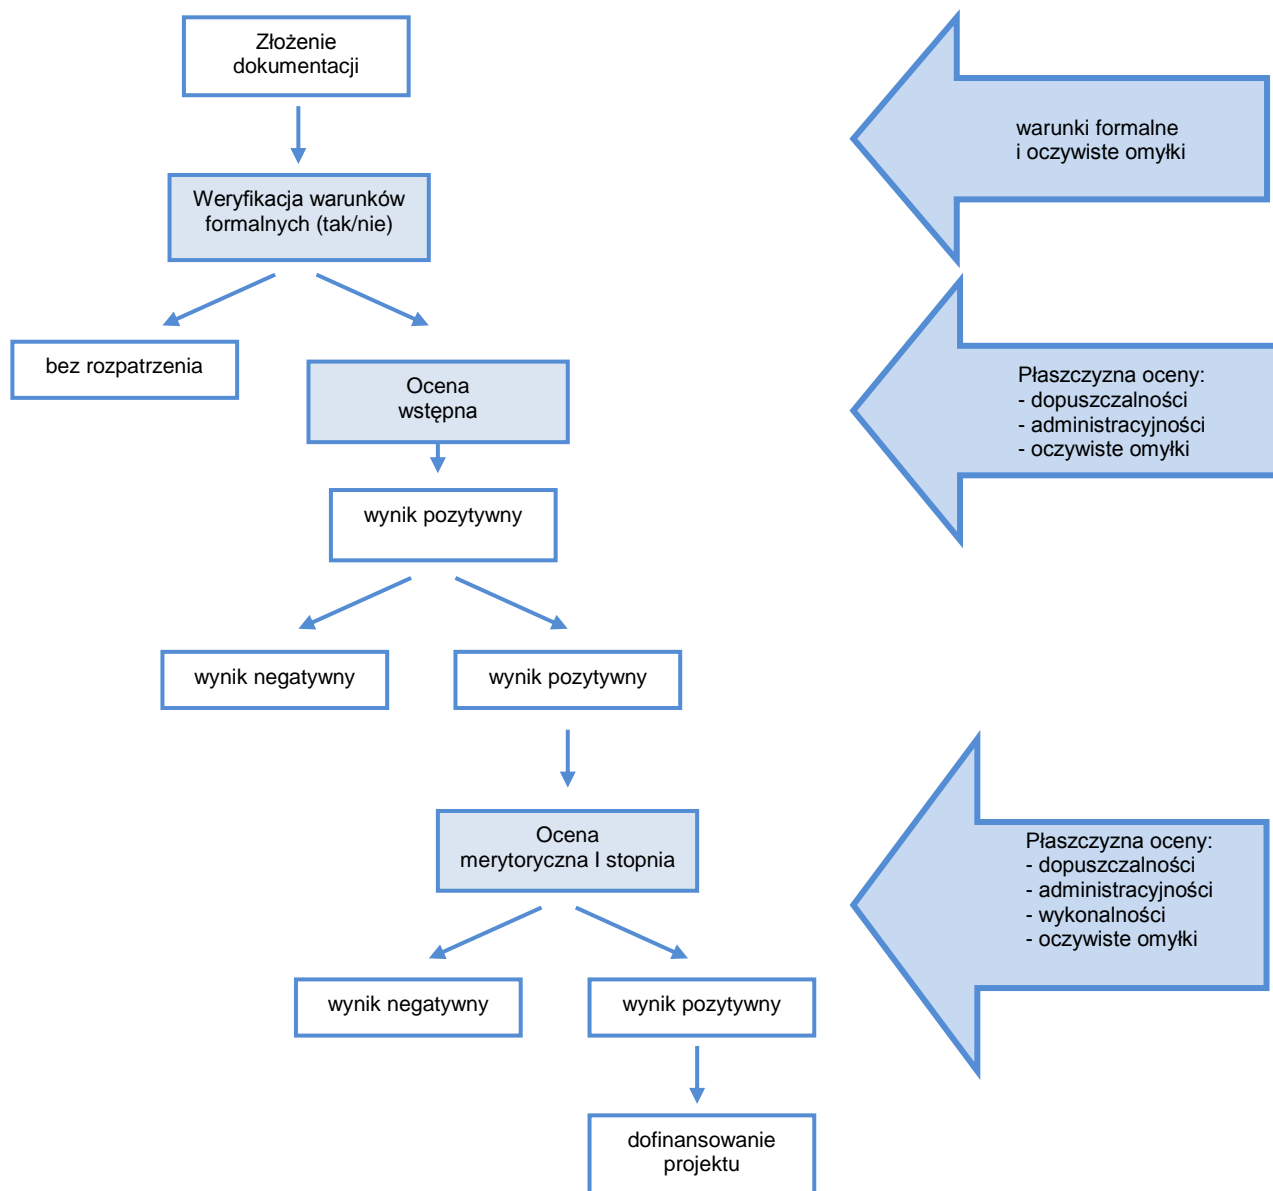 Złożenie
dokumentacji
warunki formalne
i oczywiste omyłki
Weryfikacja warunków
formalnych (tak/nie)
bez rozpatrzenia
Ocena
wstępna
Płaszczyzna oceny:
- dopuszczalności
- administracyjności
- oczywiste omyłki
wynik pozytywny
wynik negatywny
wynik pozytywny
Ocena
merytoryczna I stopnia
Płaszczyzna oceny:
- dopuszczalności
- administracyjności
- wykonalności
- oczywiste omyłki
wynik negatywny
wynik pozytywny
dofinansowanie
projektu